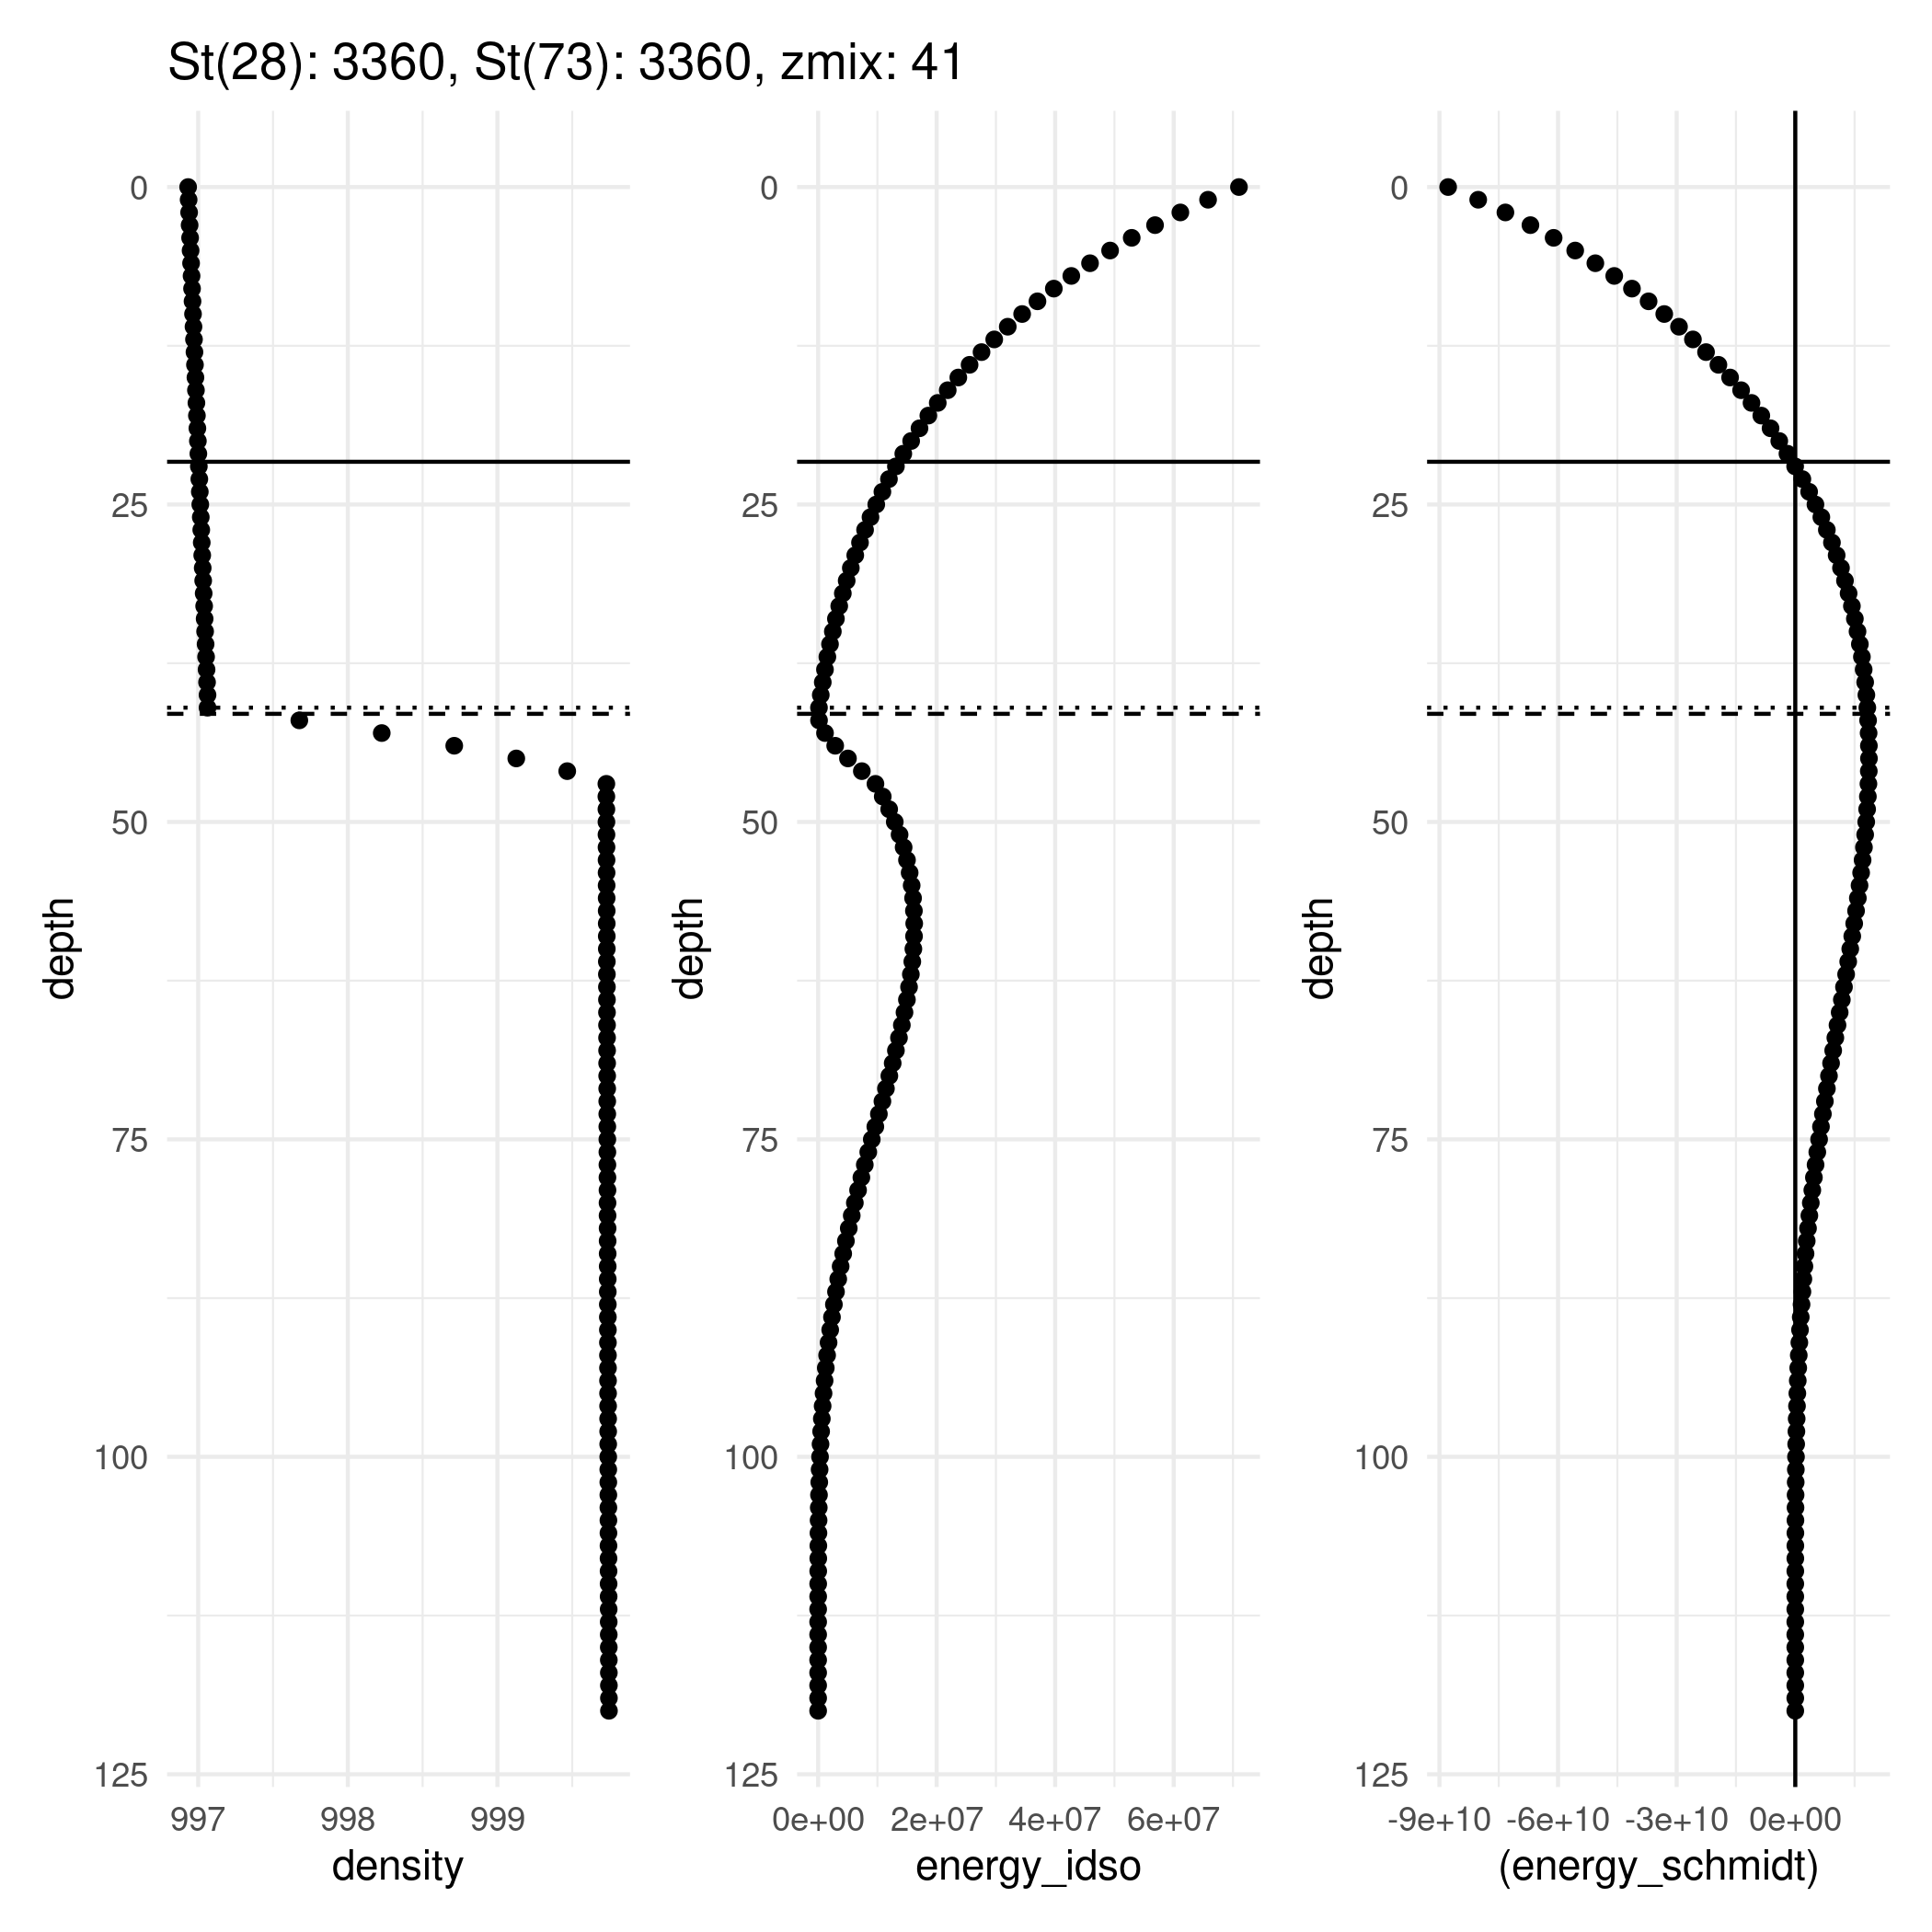 St(28): 3360, St(73): 3360, zmix: 41
depth
0
25
50
75
100
125
997 998 999
density
depth
0
25
50
75
100
125
0e+00 2e+07 4e+07 6e+07
energy_idso
depth
0
25
50
75
100
125
-9e+10 -6e+10 -3e+10 0e+00
(energy_schmidt)